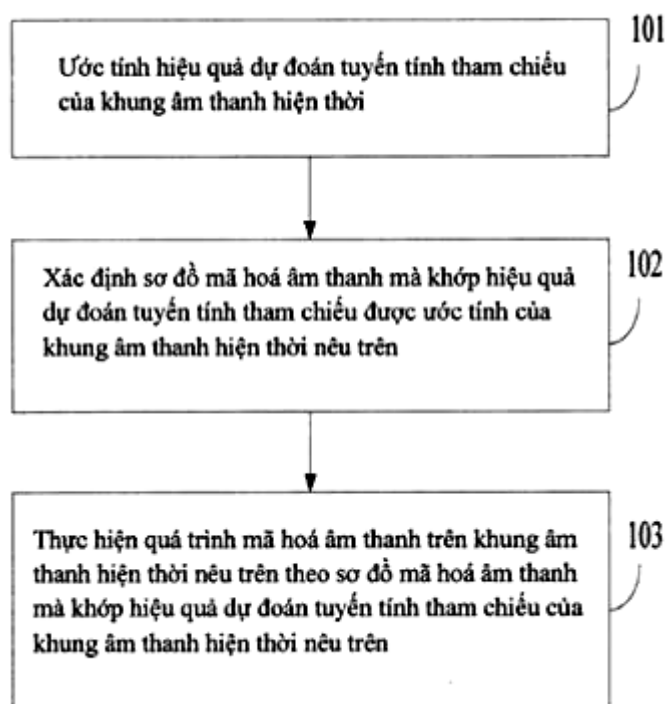 101
Ước tính hiệu quả dự đoán tuyến tính tham chiếu
của khung âm thanh hiện thời
102
Xác định sơ đồ mã hoá âm thanh mà khớp hiệu quả
dự đoán tuyến tính tham chiếu được ước tính của
khung âm thanh hiện thời nêu trên
103
Thực hiện quá trình mã hoá âm thanh trên khung âm
thanh hiện thời nêu trên theo sơ đồ mã hoá âm thanh
mà khớp hiệu quả dự đoán tuyến tính tham chiếu của
khung âm thanh hiện thời nêu trên